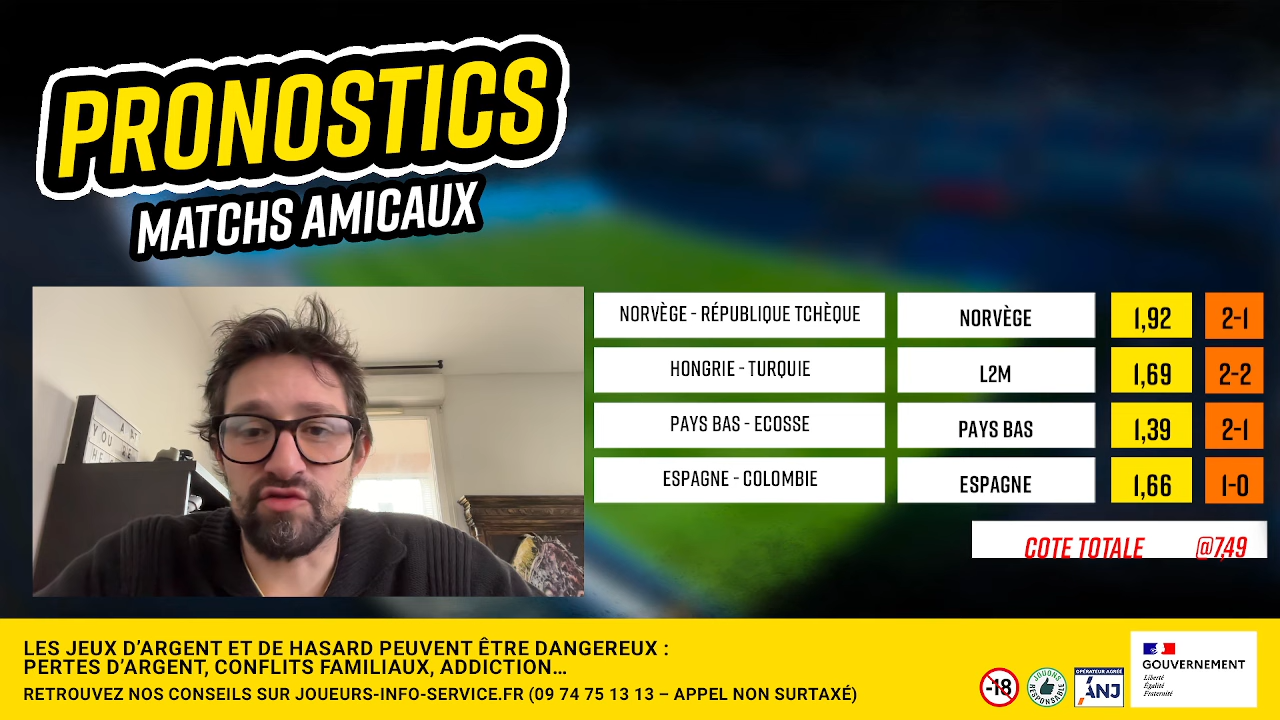 PRONOSTICS
MATCHS AMICAUX
NORVÈGE - RÉPUBLIQUE TCHÈQUE NORVÈGE 1,92 2-1
HONGRIE - TURQUIE L2M 1,69 2-2
PAYS BAS - ECOSSE PAYS BAS 1,39 2-1
ESPAGNE - COLOMBIE ESPAGNE 1,66 1-0
COTE TOTALE @7,49
LES JEUX D'ARGENT ET DE HASARD PEUVENT ÊTRE DANGEREUX :
PERTES D'ARGENT, CONFLITS FAMILIAUX, ADDICTION…
RETROUVEZ NOS CONSEILS SUR JOUEURS-INFO-SERVICE.FR (09 74 75 13 13 – APPEL NON SURTAXÉ)
-18
JOUONS
RESPONSABLE
OPÉRATEUR AGRÉÉ
ANJ
GOUVERNEMENT
Liberté
Égalité
Fraternité